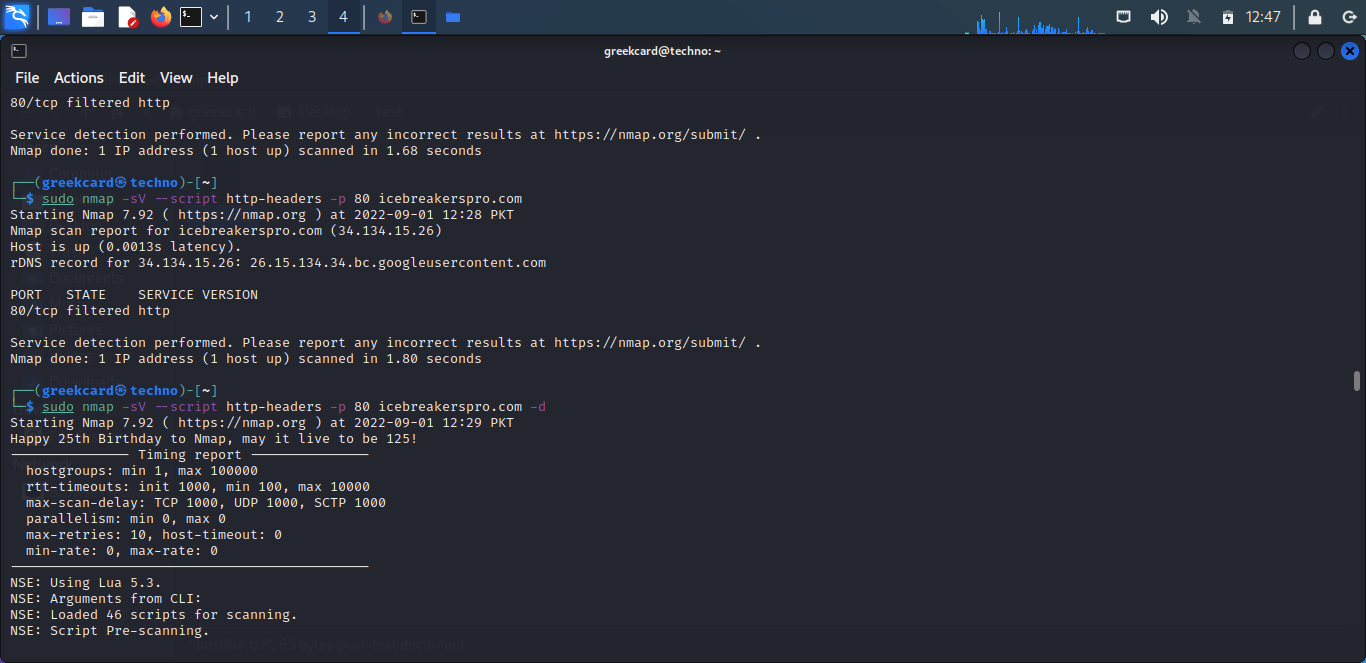 1 2 3 4 12:47
greekcard@techno: ~
File Actions Edit View Help
80/tcp filtered http
Service detection performed. Please report any incorrect results at https://nmap.org/submit/ .
Nmap done: 1 IP address (1 host up) scanned in 1.68 seconds
┌──(greekcard㉿techno)-[~]
└─$ sudo nmap -sV --script http-headers -p 80 icebreakerspro.com
Starting Nmap 7.92 ( https://nmap.org ) at 2022-09-01 12:28 PKT
Nmap scan report for icebreakerspro.com (34.134.15.26)
Host is up (0.0013s latency).
rDNS record for 34.134.15.26: 26.15.134.34.bc.googleusercontent.com
PORT   STATE    SERVICE VERSION
80/tcp filtered http
Service detection performed. Please report any incorrect results at https://nmap.org/submit/ .
Nmap done: 1 IP address (1 host up) scanned in 1.80 seconds
┌──(greekcard㉿techno)-[~]
└─$ sudo nmap -sV --script http-headers -p 80 icebreakerspro.com -d
Starting Nmap 7.92 ( https://nmap.org ) at 2022-09-01 12:29 PKT
Happy 25th Birthday to Nmap, may it live to be 125!
--------------- Timing report ---------------
hostgroups: min 1, max 100000
rtt-timeouts: init 1000, min 100, max 10000
max-scan-delay: TCP 1000, UDP 1000, SCTP 1000
parallelism: min 0, max 0
max-retries: 10, host-timeout: 0
min-rate: 0, max-rate: 0
---------------------------------------------
NSE: Using Lua 5.3.
NSE: Arguments from CLI:
NSE: Loaded 46 scripts for scanning.
NSE: Script Pre-scanning.